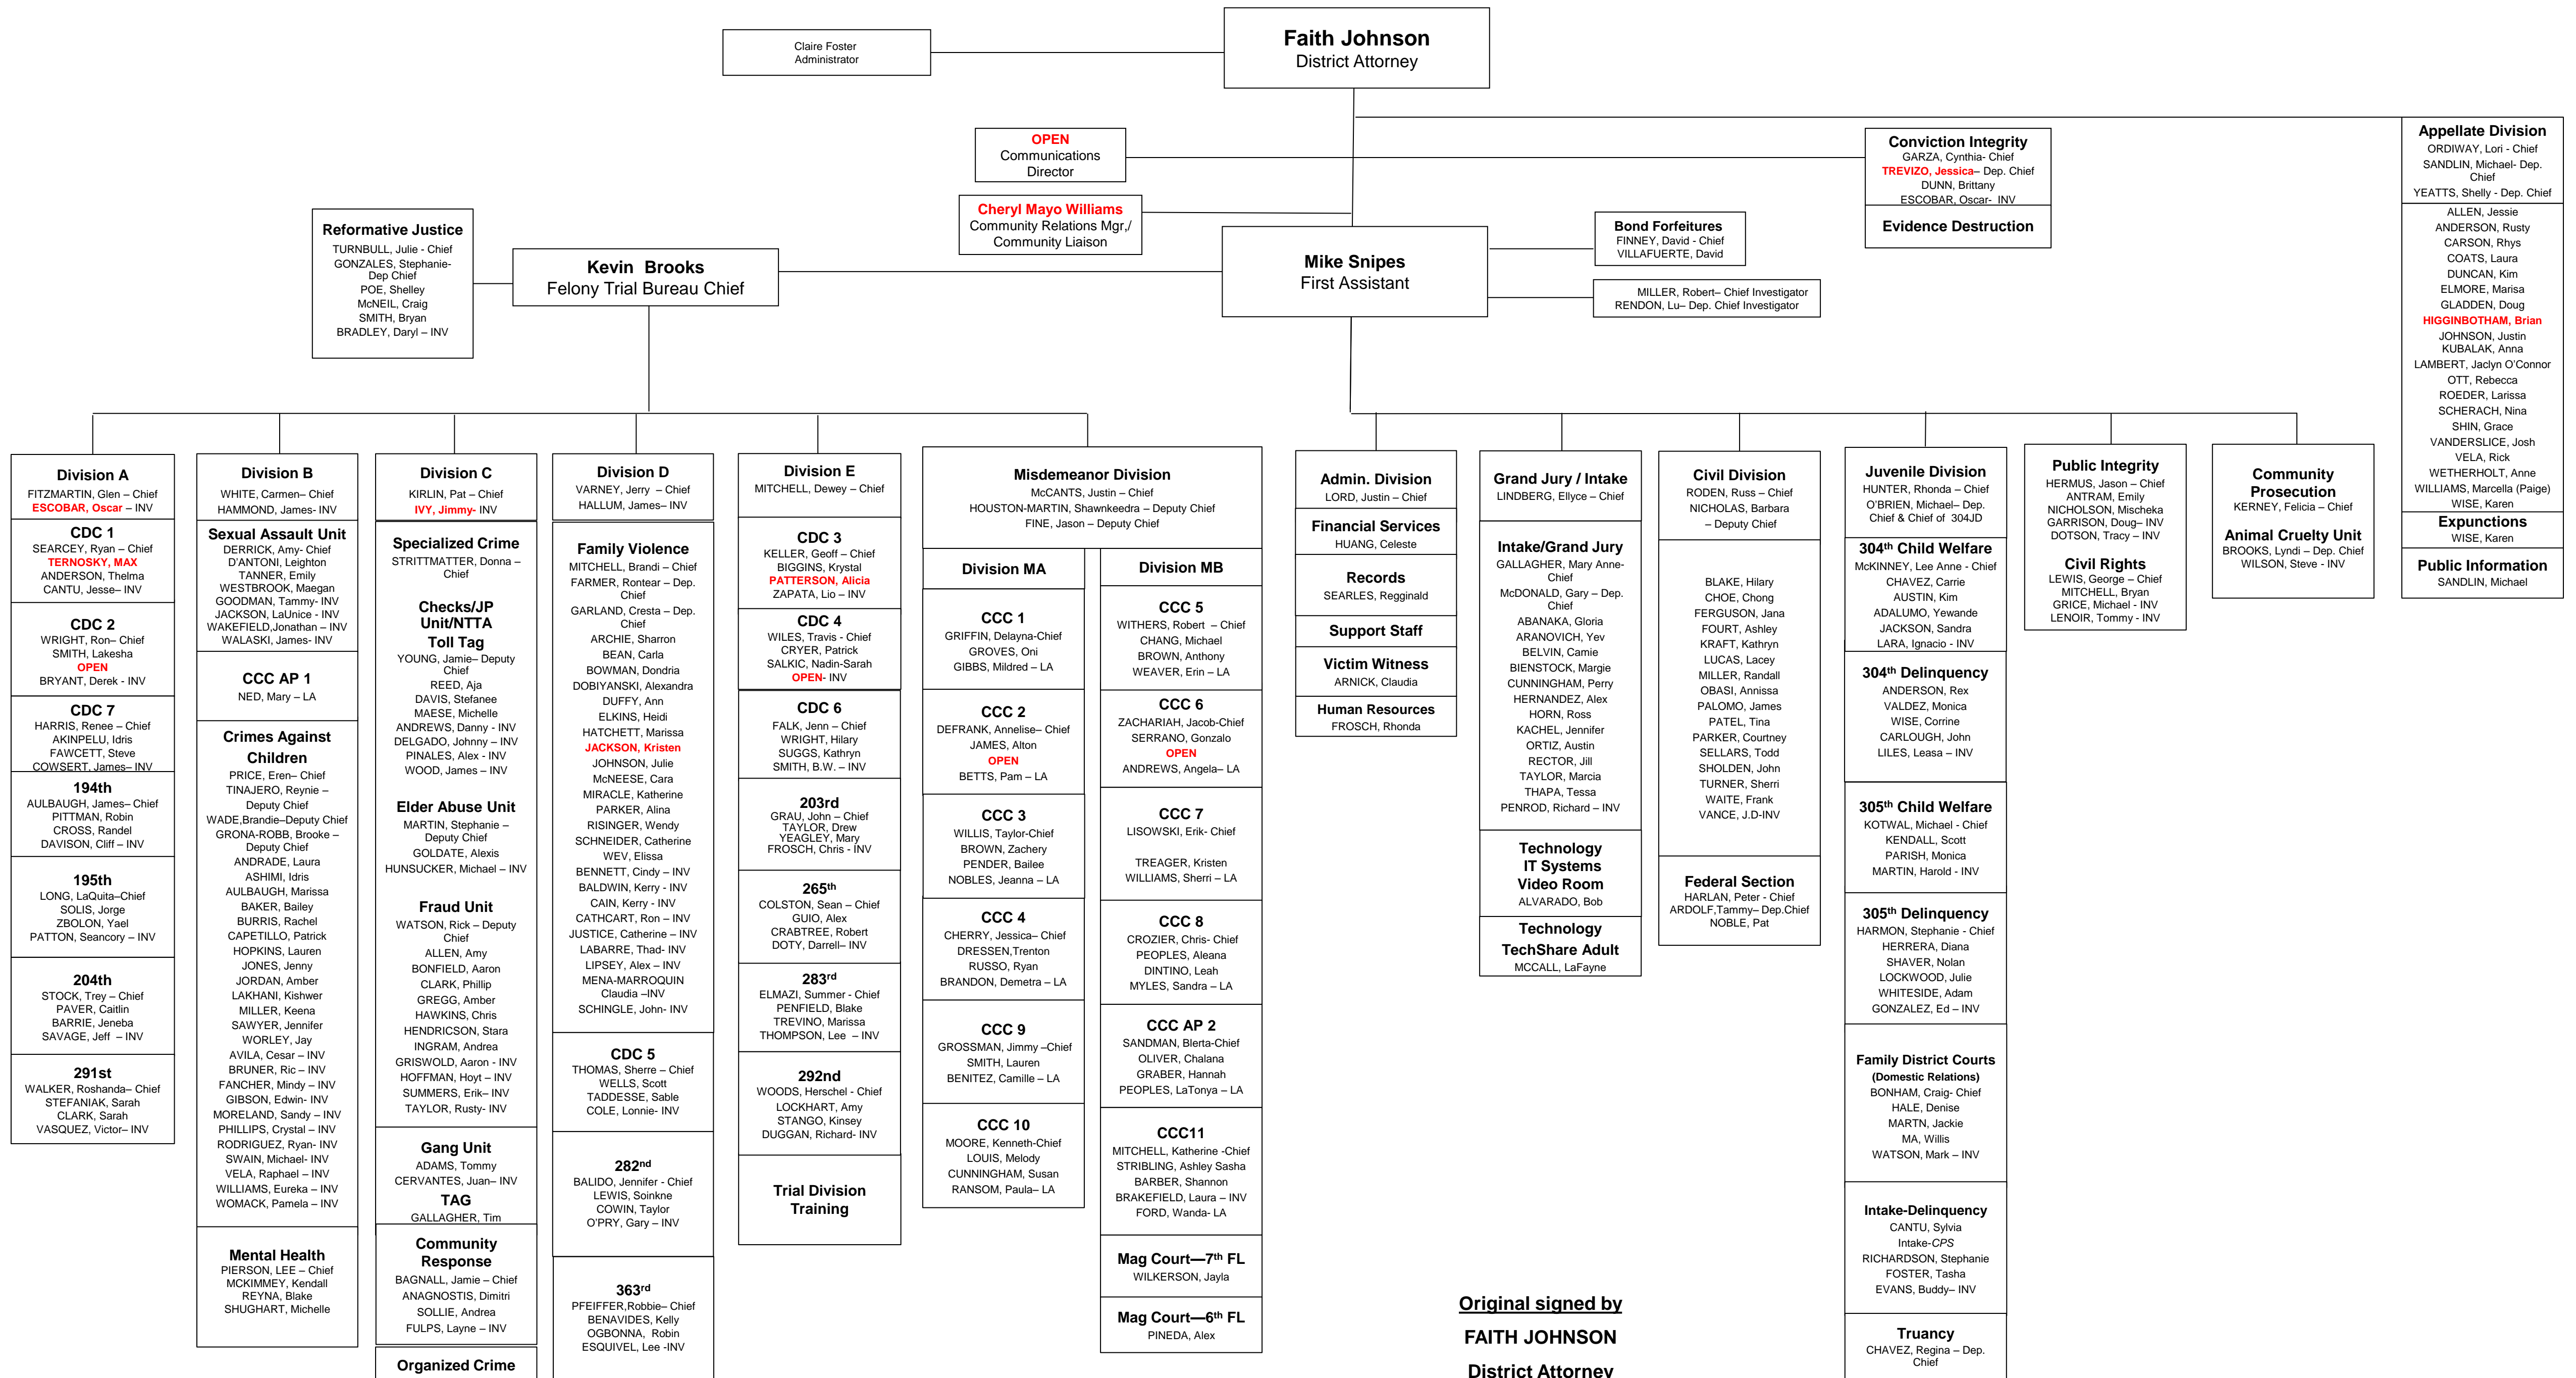 Faith Johnson
District Attorney
Claire Foster
Administrator
OPEN
Communications
Director
Cheryl Mayo Williams
Community Relations Mgr,/
Community Liaison
Conviction Integrity
GARZA, Cynthia- Chief
TREVIZO, Jessica– Dep. Chief
DUNN, Brittany
ESCOBAR, Oscar- INV
Evidence Destruction
Appellate Division
ORDIWAY, Lori - Chief
SANDLIN, Michael- Dep.
Chief
YEATTS, Shelly - Dep. Chief
ALLEN, Jessie
ANDERSON, Rusty
CARSON, Rhys
COATS, Laura
DUNCAN, Kim
ELMORE, Marisa
GLADDEN, Doug
HIGGINBOTHAM, Brian
JOHNSON, Justin
KUBALAK, Anna
LAMBERT, Jaclyn O'Connor
OTT, Rebecca
ROEDER, Larissa
SCHERACH, Nina
SHIN, Grace
VANDERSLICE, Josh
VELA, Rick
WETHERHOLT, Anne
WILLIAMS, Marcella (Paige)
WISE, Karen
Expunctions
WISE, Karen
Public Information
SANDLIN, Michael
Reformative Justice
TURNBULL, Julie - Chief
GONZALES, Stephanie-
Dep Chief
POE, Shelley
McNEIL, Craig
SMITH, Bryan
BRADLEY, Daryl – INV
Kevin Brooks
Felony Trial Bureau Chief
Mike Snipes
First Assistant
Bond Forfeitures
FINNEY, David - Chief
VILLAFUERTE, David
MILLER, Robert– Chief Investigator
RENDON, Lu– Dep. Chief Investigator
Division A
FITZMARTIN, Glen – Chief
ESCOBAR, Oscar – INV
CDC 1
SEARCEY, Ryan – Chief
TERNOSKY, MAX
ANDERSON, Thelma
CANTU, Jesse– INV
CDC 2
WRIGHT, Ron– Chief
SMITH, Lakesha
OPEN
BRYANT, Derek - INV
CDC 7
HARRIS, Renee – Chief
AKINPELU, Idris
FAWCETT, Steve
COWSERT, James– INV
194th
AULBAUGH, James– Chief
PITTMAN, Robin
CROSS, Randel
DAVISON, Cliff – INV
195th
LONG, LaQuita–Chief
SOLIS, Jorge
ZBOLON, Yael
PATTON, Seancory – INV
204th
STOCK, Trey – Chief
PAVER, Caitlin
BARRIE, Jeneba
SAVAGE, Jeff – INV
291st
WALKER, Roshanda– Chief
STEFANIAK, Sarah
CLARK, Sarah
VASQUEZ, Victor– INV
Division B
WHITE, Carmen– Chief
HAMMOND, James- INV
Sexual Assault Unit
DERRICK, Amy- Chief
D'ANTONI, Leighton
TANNER, Emily
WESTBROOK, Maegan
GOODMAN, Tammy- INV
JACKSON, LaUnice - INV
WAKEFIELD,Jonathan – INV
WALASKI, James- INV
CCC AP 1
NED, Mary – LA
Crimes Against
Children
PRICE, Eren– Chief
TINAJERO, Reynie –
Deputy Chief
WADE,Brandie–Deputy Chief
GRONA-ROBB, Brooke –
Deputy Chief
ANDRADE, Laura
ASHIMI, Idris
AULBAUGH, Marissa
BAKER, Bailey
BURRIS, Rachel
CAPETILLO, Patrick
HOPKINS, Lauren
JONES, Jenny
JORDAN, Amber
LAKHANI, Kishwer
MILLER, Keena
SAWYER, Jennifer
WORLEY, Jay
AVILA, Cesar – INV
BRUNER, Ric – INV
FANCHER, Mindy – INV
GIBSON, Edwin- INV
MORELAND, Sandy – INV
PHILLIPS, Crystal – INV
RODRIGUEZ, Ryan- INV
SWAIN, Michael- INV
VELA, Raphael – INV
WILLIAMS, Eureka – INV
WOMACK, Pamela – INV
Mental Health
PIERSON, LEE – Chief
MCKIMMEY, Kendall
REYNA, Blake
SHUGHART, Michelle
Division C
KIRLIN, Pat – Chief
IVY, Jimmy- INV
Specialized Crime
STRITTMATTER, Donna –
Chief
Checks/JP
Unit/NTTA
Toll Tag
YOUNG, Jamie– Deputy
Chief
REED, Aja
DAVIS, Stefanee
MAESE, Michelle
ANDREWS, Danny - INV
DELGADO, Johnny – INV
PINALES, Alex - INV
WOOD, James – INV
Elder Abuse Unit
MARTIN, Stephanie –
Deputy Chief
GOLDATE, Alexis
HUNSUCKER, Michael – INV
Fraud Unit
WATSON, Rick – Deputy
Chief
ALLEN, Amy
BONFIELD, Aaron
CLARK, Phillip
GREGG, Amber
HAWKINS, Chris
HENDRICSON, Stara
INGRAM, Andrea
GRISWOLD, Aaron - INV
HOFFMAN, Hoyt – INV
SUMMERS, Erik– INV
TAYLOR, Rusty- INV
Gang Unit
ADAMS, Tommy
CERVANTES, Juan– INV
TAG
GALLAGHER, Tim
Community
Response
BAGNALL, Jamie – Chief
ANAGNOSTIS, Dimitri
SOLLIE, Andrea
FULPS, Layne – INV
Organized Crime
Division D
VARNEY, Jerry – Chief
HALLUM, James– INV
Family Violence
MITCHELL, Brandi – Chief
FARMER, Rontear – Dep.
Chief
GARLAND, Cresta – Dep.
Chief
ARCHIE, Sharron
BEAN, Carla
BOWMAN, Dondria
DOBIYANSKI, Alexandra
DUFFY, Ann
ELKINS, Heidi
HATCHETT, Marissa
JACKSON, Kristen
JOHNSON, Julie
McNEESE, Cara
MIRACLE, Katherine
PARKER, Alina
RISINGER, Wendy
SCHNEIDER, Catherine
WEV, Elissa
BENNETT, Cindy – INV
BALDWIN, Kerry - INV
CAIN, Kerry - INV
CATHCART, Ron – INV
JUSTICE, Catherine – INV
LABARRE, Thad- INV
LIPSEY, Alex – INV
MENA-MARROQUIN
Claudia –INV
SCHINGLE, John- INV
CDC 5
THOMAS, Sherre – Chief
WELLS, Scott
TADDESSE, Sable
COLE, Lonnie- INV
282nd
BALIDO, Jennifer - Chief
LEWIS, Soinkne
COWIN, Taylor
O'PRY, Gary – INV
363rd
PFEIFFER,Robbie– Chief
BENAVIDES, Kelly
OGBONNA, Robin
ESQUIVEL, Lee -INV
Division E
MITCHELL, Dewey – Chief
CDC 3
KELLER, Geoff – Chief
BIGGINS, Krystal
PATTERSON, Alicia
ZAPATA, Lio – INV
CDC 4
WILES, Travis - Chief
CRYER, Patrick
SALKIC, Nadin-Sarah
OPEN- INV
CDC 6
FALK, Jenn – Chief
WRIGHT, Hilary
SUGGS, Kathryn
SMITH, B.W. – INV
203rd
GRAU, John – Chief
TAYLOR, Drew
YEAGLEY, Mary
FROSCH, Chris - INV
265th
COLSTON, Sean – Chief
GUIO, Alex
CRABTREE, Robert
DOTY, Darrell– INV
283rd
ELMAZI, Summer - Chief
PENFIELD, Blake
TREVINO, Marissa
THOMPSON, Lee – INV
292nd
WOODS, Herschel - Chief
LOCKHART, Amy
STANGO, Kinsey
DUGGAN, Richard- INV
Trial Division
Training
Misdemeanor Division
McCANTS, Justin – Chief
HOUSTON-MARTIN, Shawnkeedra – Deputy Chief
FINE, Jason – Deputy Chief
Division MA
CCC 1
GRIFFIN, Delayna-Chief
GROVES, Oni
GIBBS, Mildred – LA
CCC 2
DEFRANK, Annelise– Chief
JAMES, Alton
OPEN
BETTS, Pam – LA
CCC 3
WILLIS, Taylor-Chief
BROWN, Zachery
PENDER, Bailee
NOBLES, Jeanna – LA
CCC 4
CHERRY, Jessica– Chief
DRESSEN,Trenton
RUSSO, Ryan
BRANDON, Demetra – LA
CCC 9
GROSSMAN, Jimmy –Chief
SMITH, Lauren
BENITEZ, Camille – LA
CCC 10
MOORE, Kenneth-Chief
LOUIS, Melody
CUNNINGHAM, Susan
RANSOM, Paula– LA
Division MB
CCC 5
WITHERS, Robert – Chief
CHANG, Michael
BROWN, Anthony
WEAVER, Erin – LA
CCC 6
ZACHARIAH, Jacob-Chief
SERRANO, Gonzalo
OPEN
ANDREWS, Angela– LA
CCC 7
LISOWSKI, Erik- Chief
TREAGER, Kristen
WILLIAMS, Sherri – LA
CCC 8
CROZIER, Chris- Chief
PEOPLES, Aleana
DINTINO, Leah
MYLES, Sandra – LA
CCC AP 2
SANDMAN, Blerta-Chief
OLIVER, Chalana
GRABER, Hannah
PEOPLES, LaTonya – LA
CCC11
MITCHELL, Katherine -Chief
STRIBLING, Ashley Sasha
BARBER, Shannon
BRAKEFIELD, Laura – INV
FORD, Wanda- LA
Mag Court—7th FL
WILKERSON, Jayla
Mag Court—6th FL
PINEDA, Alex
Admin. Division
LORD, Justin – Chief
Financial Services
HUANG, Celeste
Records
SEARLES, Regginald
Support Staff
Victim Witness
ARNICK, Claudia
Human Resources
FROSCH, Rhonda
Grand Jury / Intake
LINDBERG, Ellyce – Chief
Intake/Grand Jury
GALLAGHER, Mary Anne-
Chief
McDONALD, Gary – Dep.
Chief
ABANAKA, Gloria
ARANOVICH, Yev
BELVIN, Camie
BIENSTOCK, Margie
CUNNINGHAM, Perry
HERNANDEZ, Alex
HORN, Ross
KACHEL, Jennifer
ORTIZ, Austin
RECTOR, Jill
TAYLOR, Marcia
THAPA, Tessa
PENROD, Richard – INV
Technology
IT Systems
Video Room
ALVARADO, Bob
Technology
TechShare Adult
MCCALL, LaFayne
Civil Division
RODEN, Russ – Chief
NICHOLAS, Barbara
– Deputy Chief
BLAKE, Hilary
CHOE, Chong
FERGUSON, Jana
FOURT, Ashley
KRAFT, Kathryn
LUCAS, Lacey
MILLER, Randall
OBASI, Annissa
PALOMO, James
PATEL, Tina
PARKER, Courtney
SELLARS, Todd
SHOLDEN, John
TURNER, Sherri
WAITE, Frank
VANCE, J.D-INV
Federal Section
HARLAN, Peter - Chief
ARDOLF,Tammy– Dep.Chief
NOBLE, Pat
Juvenile Division
HUNTER, Rhonda – Chief
O'BRIEN, Michael– Dep.
Chief & Chief of 304JD
304th Child Welfare
McKINNEY, Lee Anne - Chief
CHAVEZ, Carrie
AUSTIN, Kim
ADALUMO, Yewande
JACKSON, Sandra
LARA, Ignacio - INV
304th Delinquency
ANDERSON, Rex
VALDEZ, Monica
WISE, Corrine
CARLOUGH, John
LILES, Leasa – INV
305th Child Welfare
KOTWAL, Michael - Chief
KENDALL, Scott
PARISH, Monica
MARTIN, Harold - INV
305th Delinquency
HARMON, Stephanie - Chief
HERRERA, Diana
SHAVER, Nolan
LOCKWOOD, Julie
WHITESIDE, Adam
GONZALEZ, Ed – INV
Family District Courts
(Domestic Relations)
BONHAM, Craig- Chief
HALE, Denise
MARTN, Jackie
MA, Willis
WATSON, Mark – INV
Intake-Delinquency
CANTU, Sylvia
Intake-CPS
RICHARDSON, Stephanie
FOSTER, Tasha
EVANS, Buddy– INV
Truancy
CHAVEZ, Regina – Dep.
Chief
Public Integrity
HERMUS, Jason – Chief
ANTRAM, Emily
NICHOLSON, Mischeka
GARRISON, Doug– INV
DOTSON, Tracy – INV
Civil Rights
LEWIS, George – Chief
MITCHELL, Bryan
GRICE, Michael - INV
LENOIR, Tommy - INV
Community
Prosecution
KERNEY, Felicia – Chief
Animal Cruelty Unit
BROOKS, Lyndi – Dep. Chief
WILSON, Steve - INV
Original signed by
FAITH JOHNSON
District Attorney